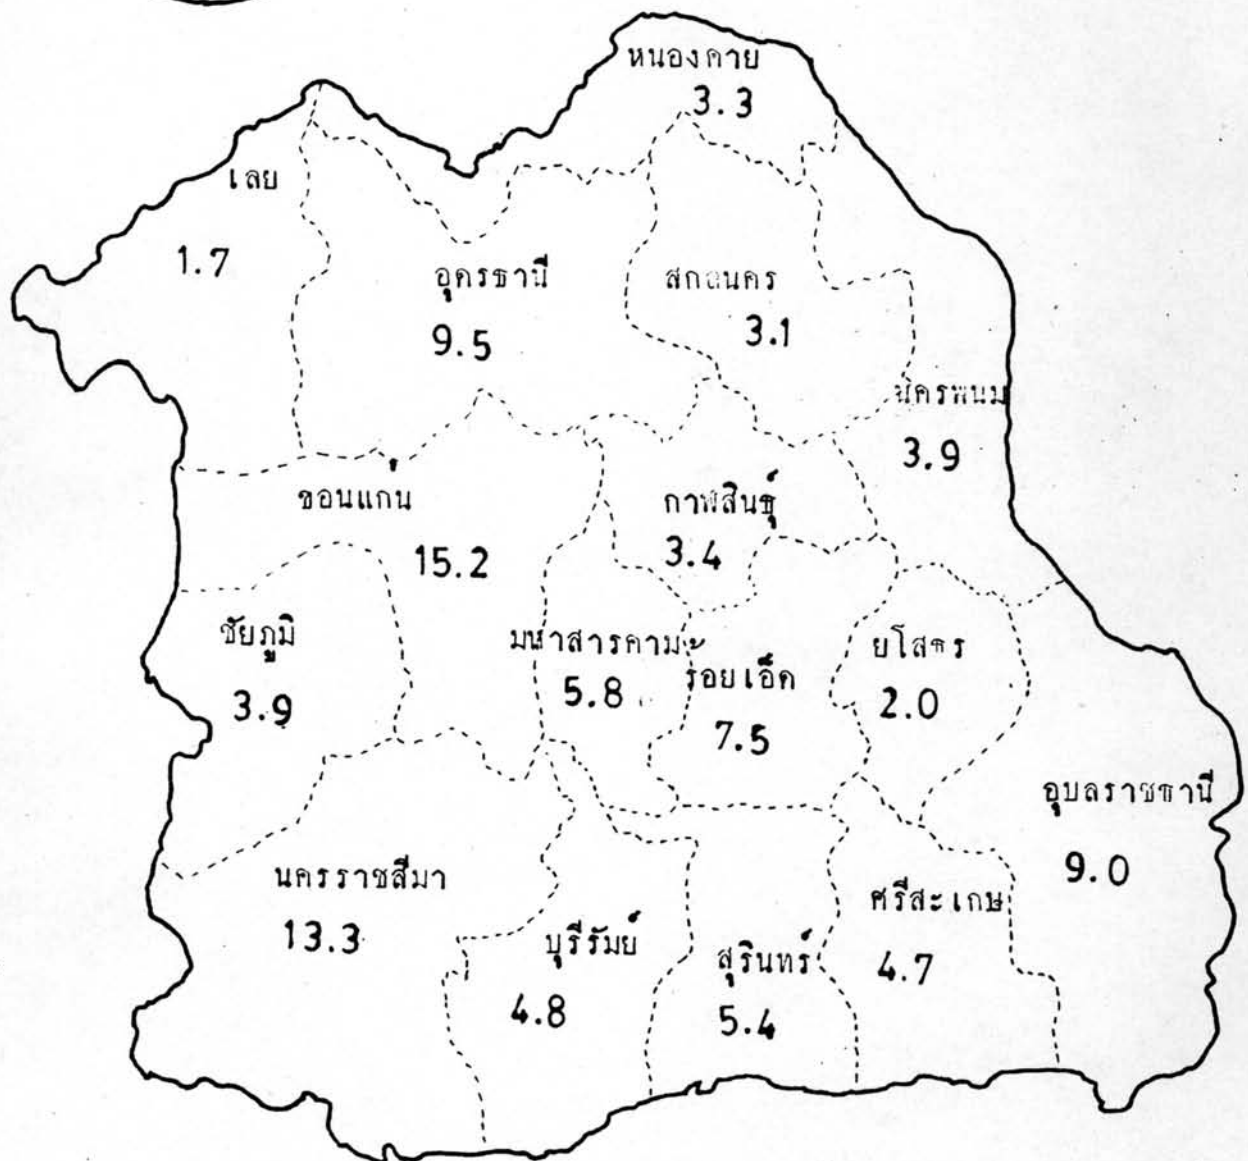 หนองคาย
3.3
เลย
1.7
อุดรธานี
9.5
สกลนคร
3.1
นครพนม
3.9
ขอนแก่น
15.2
กาฬสินธุ์
3.4
ชัยภูมิ
3.9
มหาสารคาม
5.8
ร้อยเอ็ด
7.5
ยโสธร
2.0
อุบลราชธานี
9.0
นครราชสีมา
13.3
บุรีรัมย์
4.8
สุรินทร์
5.4
ศรีสะเกษ
4.7